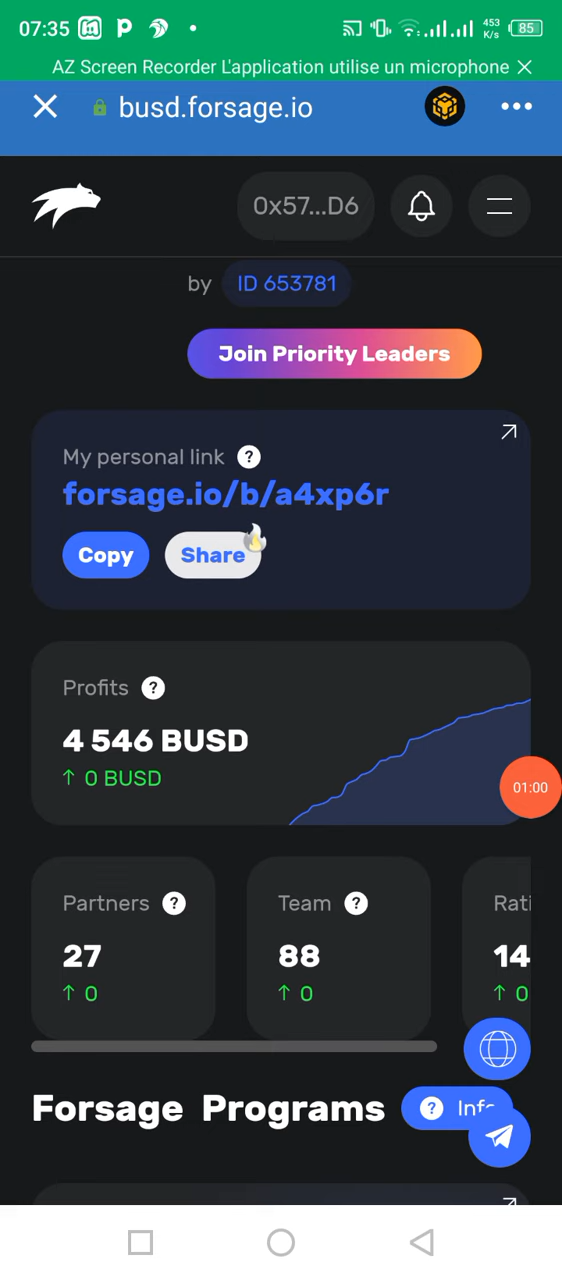 07:35
453 K/s 85
AZ Screen Recorder L'application utilise un microphone
busd.forsage.io
0x57...D6
by ID 653781
Join Priority Leaders
My personal link ?
forsage.io/b/a4xp6r
Copy Share
Profits ?
4 546 BUSD
↑ 0 BUSD
01:00
Partners ? Team ? Rati
27 88 14
↑ 0 ↑ 0 ↑ 0
Forsage Programs ? Info